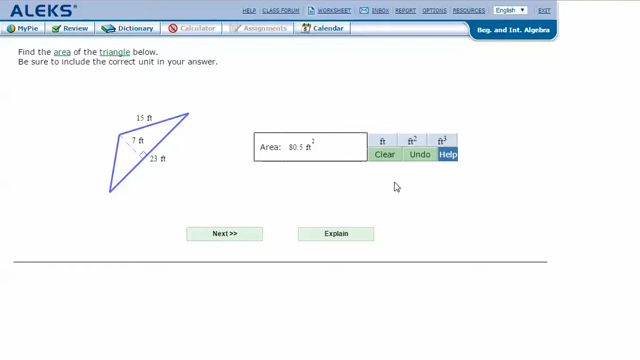 ALEKS
HELP CLASS FORUM WORKSHEET INBOX REPORT OPTIONS RESOURCES English EXIT
MyPie Review Dictionary Calculator Assignments Calendar
Beg. and Int. Algebra
Find the area of the triangle below.
Be sure to include the correct unit in your answer.
15 ft
7 ft
23 ft
Area: 80.5 ft²
ft ft² ft³
Clear Undo Help
Next >> Explain